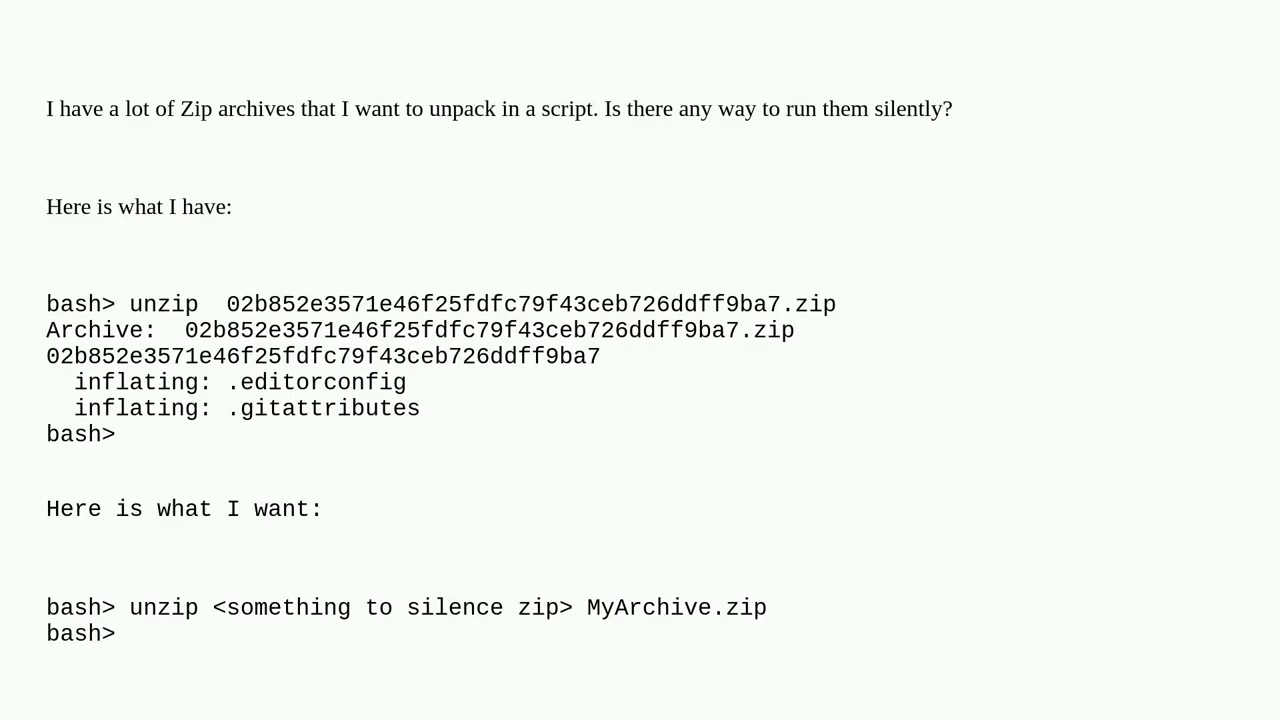 I have a lot of Zip archives that I want to unpack in a script. Is there any way to run them silently?
Here is what I have:
bash> unzip  02b852e3571e46f25fdfc79f43ceb726ddff9ba7.zip
Archive:  02b852e3571e46f25fdfc79f43ceb726ddff9ba7.zip
02b852e3571e46f25fdfc79f43ceb726ddff9ba7
  inflating: .editorconfig
  inflating: .gitattributes
bash>
Here is what I want:
bash> unzip <something to silence zip> MyArchive.zip
bash>